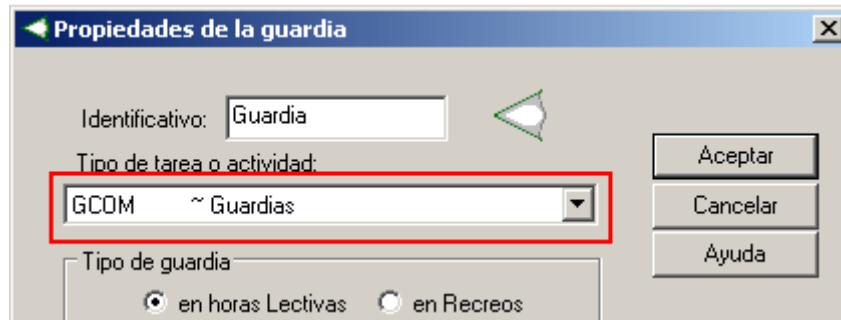 Propiedades de la guardia
Identificativo: Guardia
Tipo de tarea o actividad:
GCOM ~ Guardias
Aceptar
Cancelar
Ayuda
Tipo de guardia
en horas Lectivas en Recreos